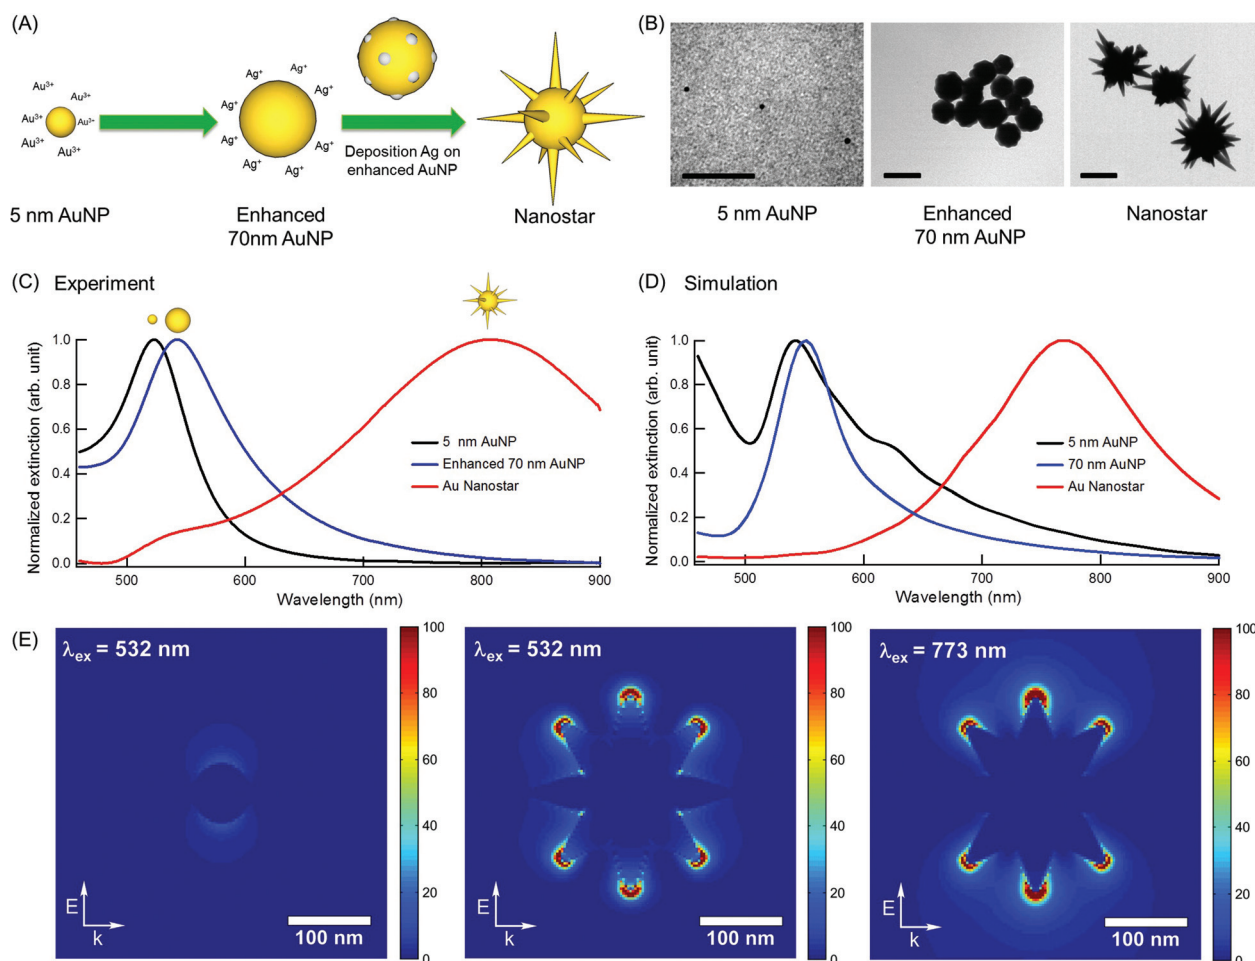 (A)
Au³⁺
Au³⁺
Au³⁺
Au³⁺
Au³⁺
Au³⁺
Ag⁺
Ag⁺
Ag⁺
Ag⁺
Ag⁺
Ag⁺
Ag⁺
Ag⁺
Deposition Ag on
enhanced AuNP
5 nm AuNP
Enhanced
70nm AuNP
Nanostar
(B)
5 nm AuNP
Enhanced
70 nm AuNP
Nanostar
(C) Experiment
Normalized extinction (arb. unit)
1.0
0.8
0.6
0.4
0.2
0.0
5 nm AuNP
Enhanced 70 nm AuNP
Au Nanostar
500 600 700 800 900
Wavelength (nm)
(D) Simulation
Normalized extinction (arb. unit)
1.0
0.8
0.6
0.4
0.2
0.0
5 nm AuNP
70 nm AuNP
Au Nanostar
500 600 700 800 900
Wavelength (nm)
(E)
λex = 532 nm
E
k
100 nm
100
80
60
40
20
0
λex = 532 nm
E
k
100 nm
100
80
60
40
20
0
λex = 773 nm
E
k
100 nm
100
80
60
40
20
0